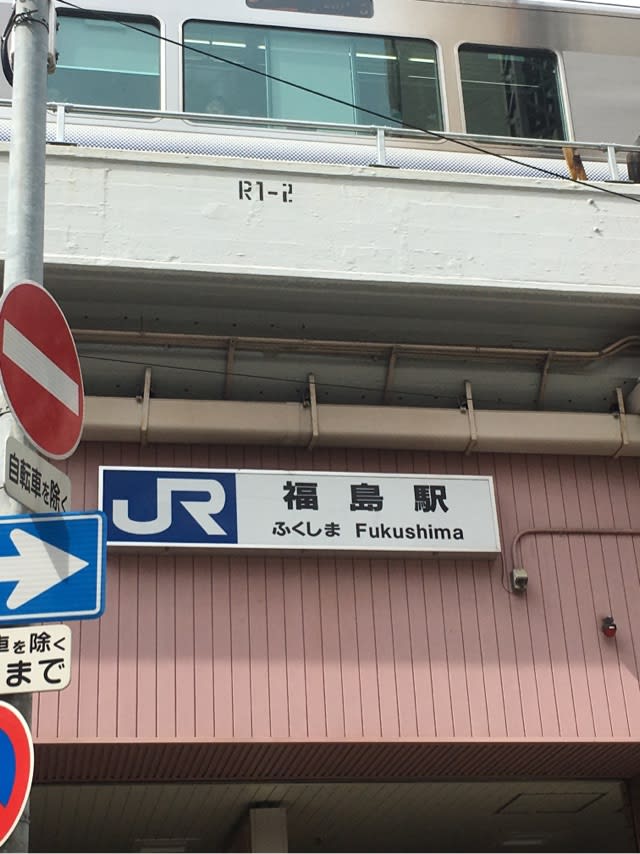 R1-2
自転車を除く
JR
福島駅
ふくしま Fukushima
車を除く
まで